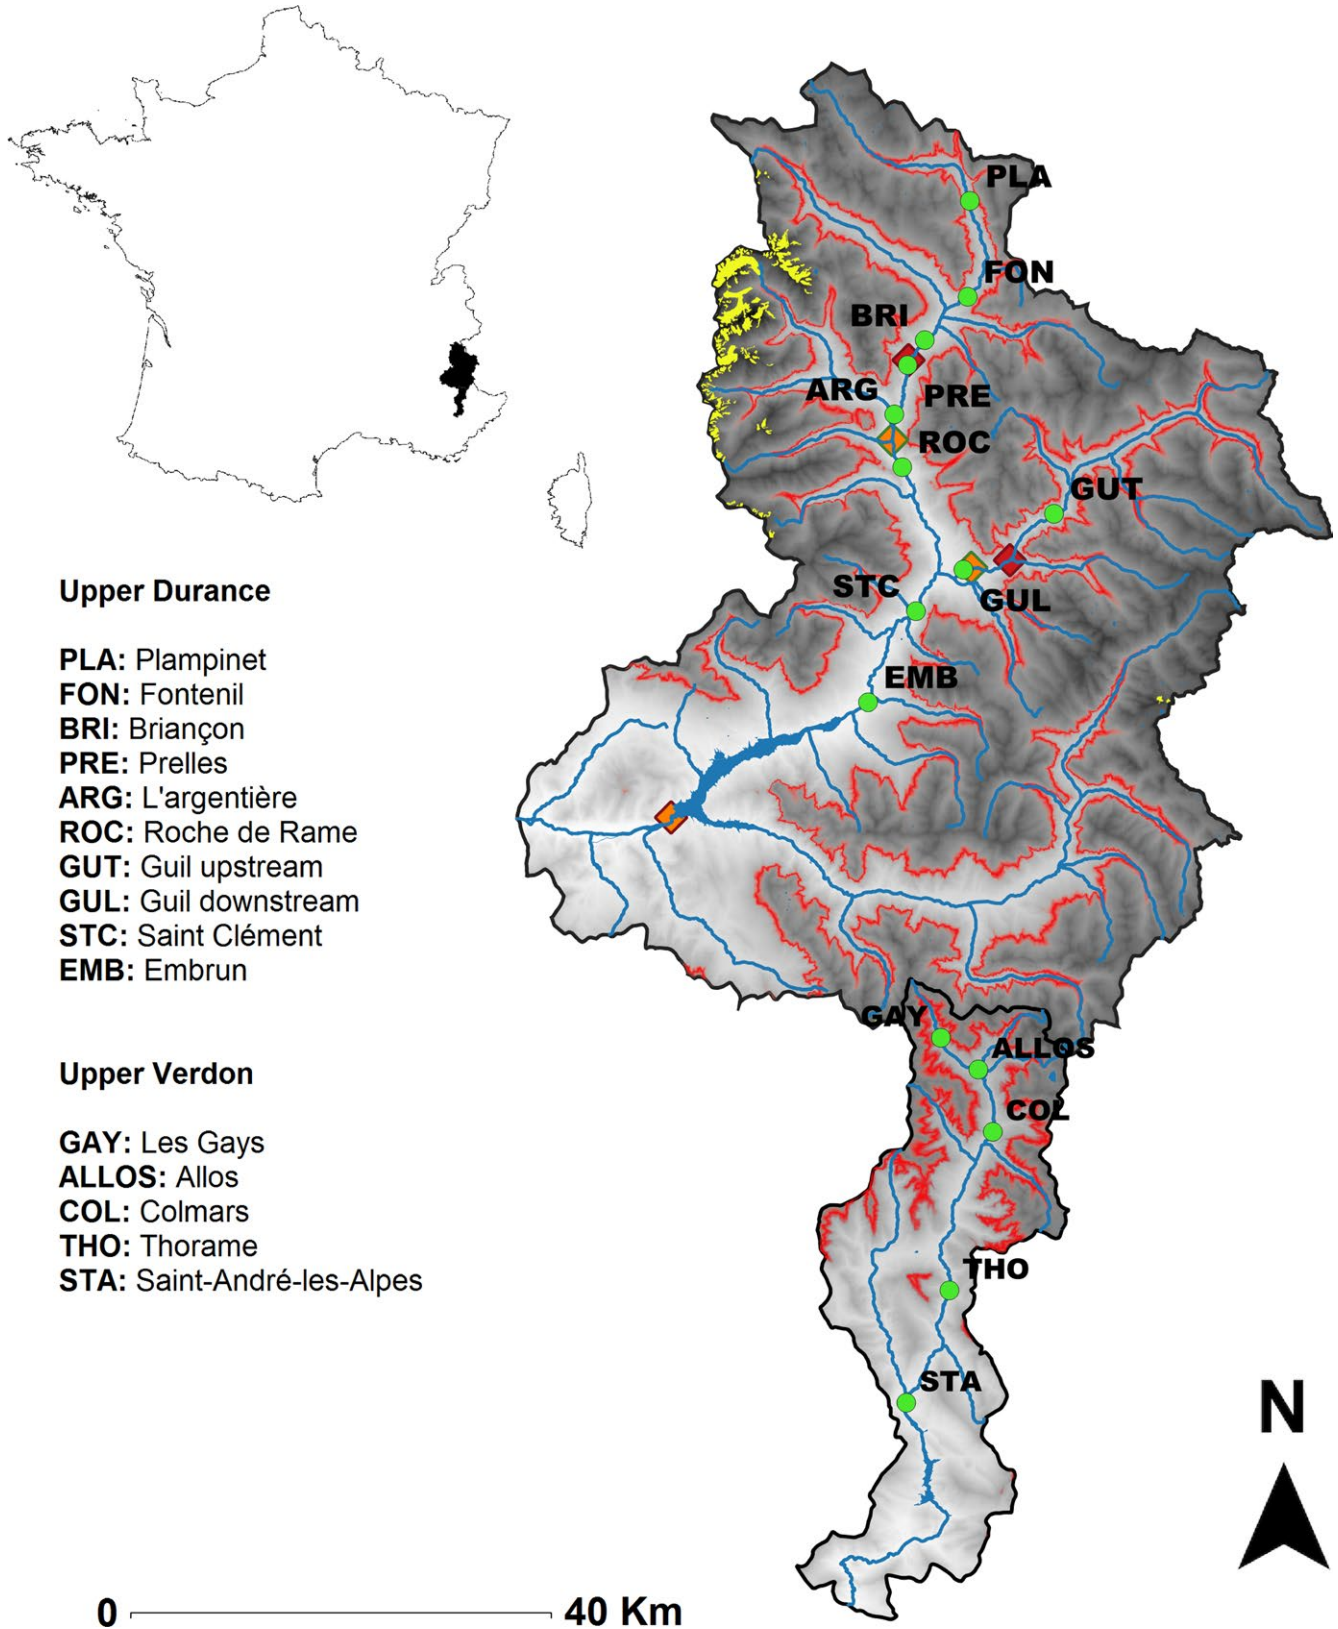 PLA
FON
BRI
ARG
PRE
ROC
GUT
STC
GUL
EMB
Upper Durance
PLA: Plampinet
FON: Fontenil
BRI: Briançon
PRE: Prelles
ARG: L'argentière
ROC: Roche de Rame
GUT: Guil upstream
GUL: Guil downstream
STC: Saint Clément
EMB: Embrun
GAY
ALLOS
COL
THO
STA
Upper Verdon
GAY: Les Gays
ALLOS: Allos
COL: Colmars
THO: Thorame
STA: Saint-André-les-Alpes
N
0 40 Km